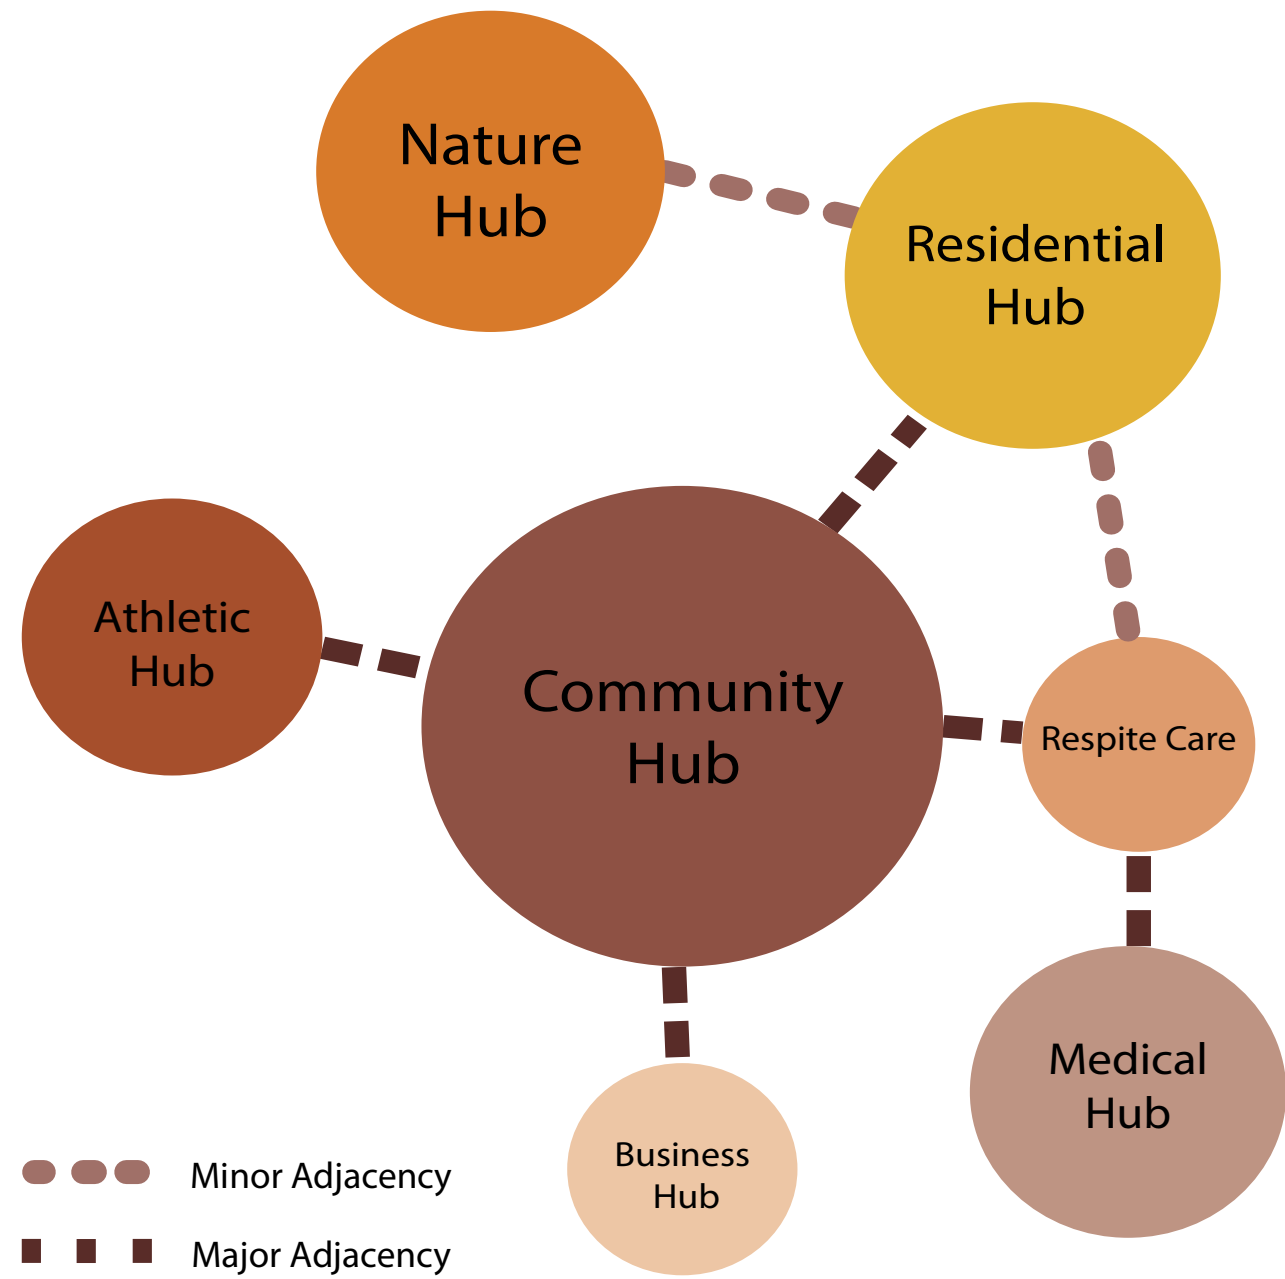 Nature
Hub
Residential
Hub
Athletic
Hub
Community
Hub
Respite Care
Medical
Hub
Business
Hub
Minor Adjacency
Major Adjacency